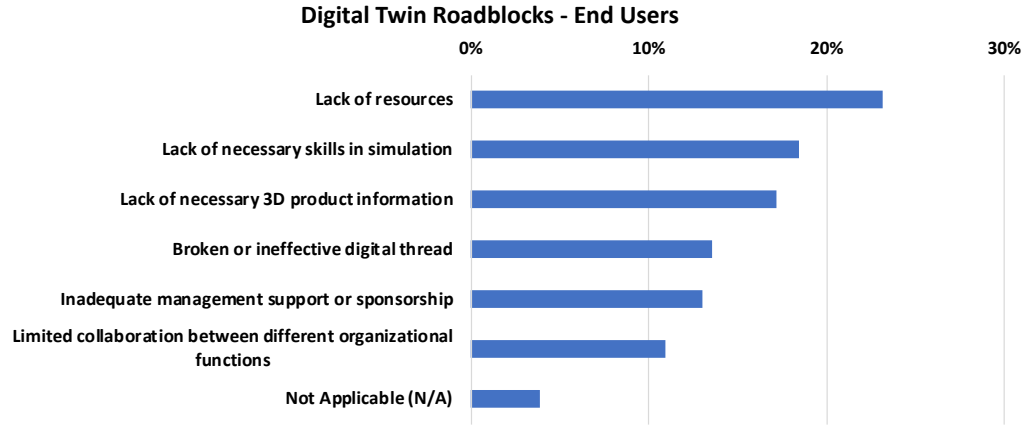 Digital Twin Roadblocks - End Users
0% 10% 20% 30%
Lack of resources
Lack of necessary skills in simulation
Lack of necessary 3D product information
Broken or ineffective digital thread
Inadequate management support or sponsorship
Limited collaboration between different organizational
functions
Not Applicable (N/A)